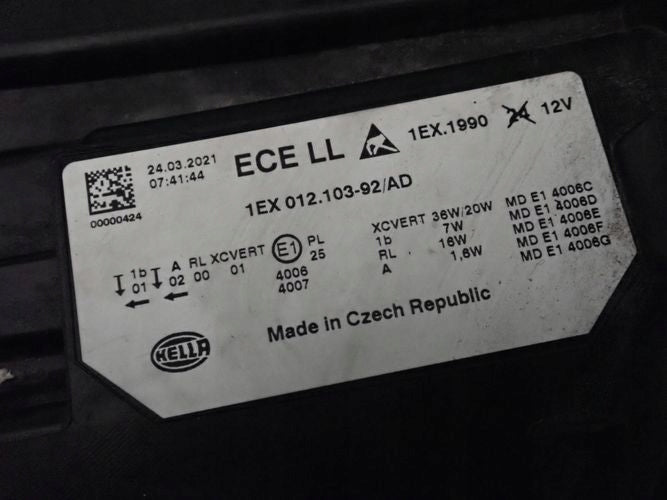 24.03.2021
07:41:44
00000424
ECE LL
1EX.1990 24 12V
1EX 012.103-92/AD
1b A RL XCVERT E1 PL
01 02 00 01 25
4006
4007
XCVERT 36W/20W
1b 7W
RL 16W
A 1,6W
MD E1 4006C
MD E1 4006D
MD E1 4006E
MD E1 4006F
MD E1 4006G
HELLA
Made in Czech Republic